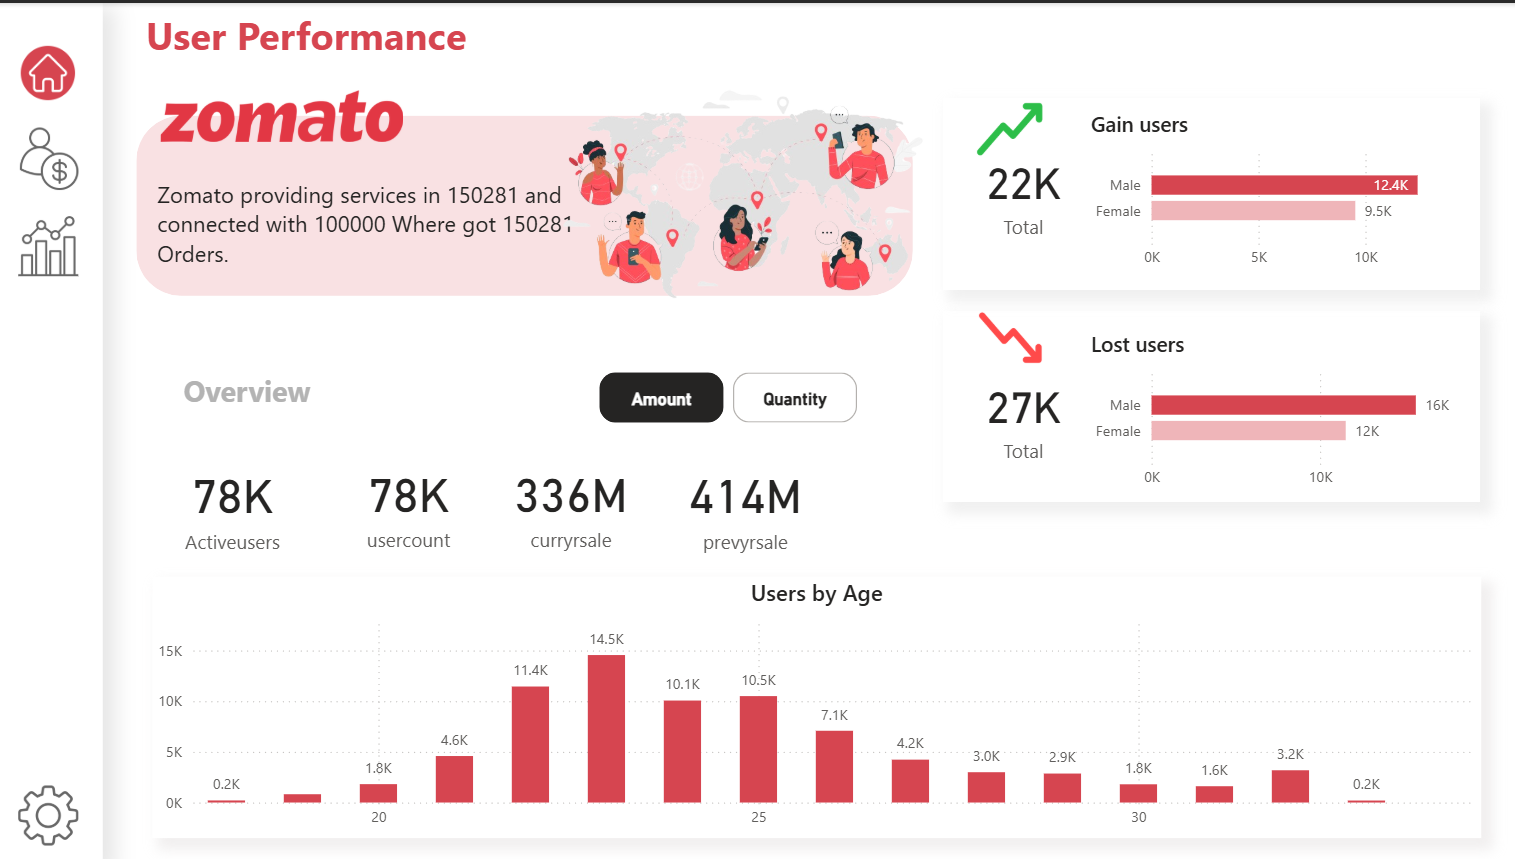 User Performance
zomato
Zomato providing services in 150281 and
connected with 100000 Where got 150281
Orders.
Gain users
22K
Total
Male
12.4K
Female
9.5K
0K
5K
10K
Lost users
27K
Total
Male
16K
Female
12K
0K
10K
Overview
Amount
Quantity
78K
Activeusers
78K
usercount
336M
curryrsale
414M
prevyrsale
Users by Age
15K
10K
5K
0K
0.2K
1.8K
4.6K
11.4K
14.5K
10.1K
10.5K
7.1K
4.2K
3.0K
2.9K
1.8K
1.6K
3.2K
0.2K
20
25
30